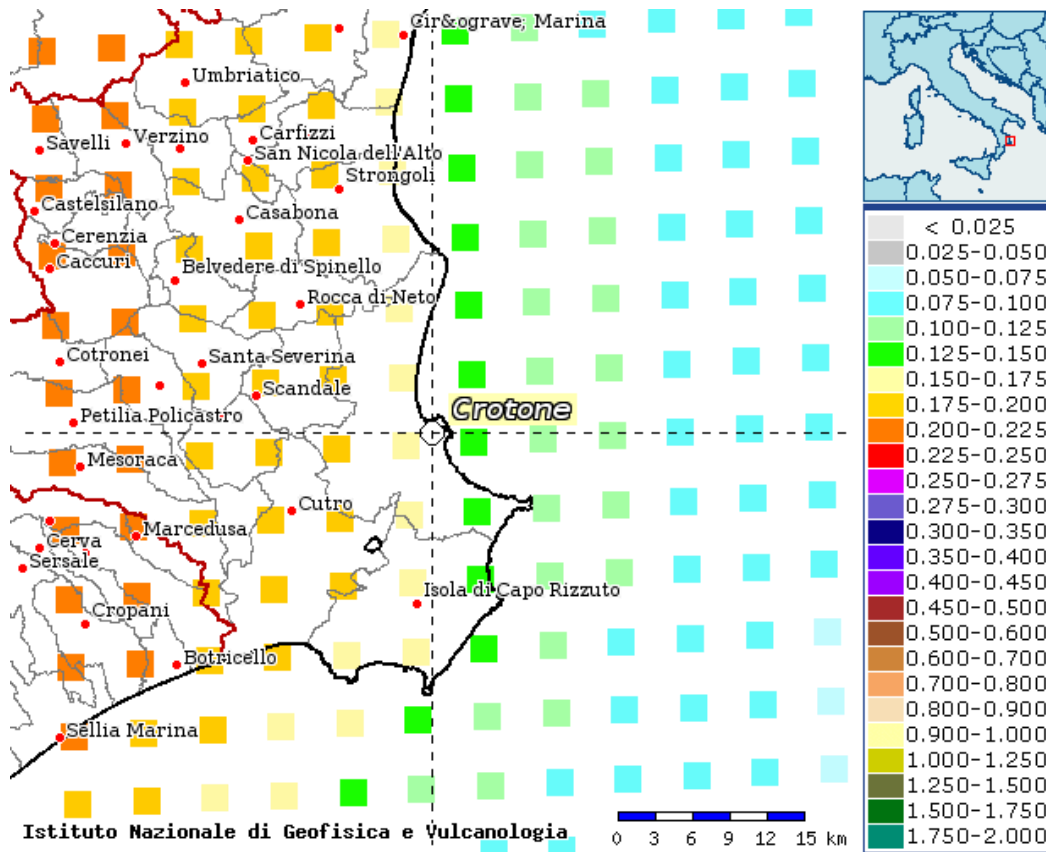 Cir&ograve; Marina
Umbriatico
Carfizzi
Verzino
Savelli
San Nicola dell'Alto
Strongoli
Castelsilano
Casabona
Cerenzia
Caccuri
Belvedere di Spinello
Rocca di Neto
Cotronei
Santa Severina
Scandale
Crotone
Petilia Policastro
Mesoraca
Cutro
Marcedusa
Cerva
Sersale
Isola di Capo Rizzuto
Cropani
Botricello
Sellia Marina
Istituto Nazionale di Geofisica e Vulcanologia
0 3 6 9 12 15 km
< 0.025
0.025-0.050
0.050-0.075
0.075-0.100
0.100-0.125
0.125-0.150
0.150-0.175
0.175-0.200
0.200-0.225
0.225-0.250
0.250-0.275
0.275-0.300
0.300-0.350
0.350-0.400
0.400-0.450
0.450-0.500
0.500-0.600
0.600-0.700
0.700-0.800
0.800-0.900
0.900-1.000
1.000-1.250
1.250-1.500
1.500-1.750
1.750-2.000